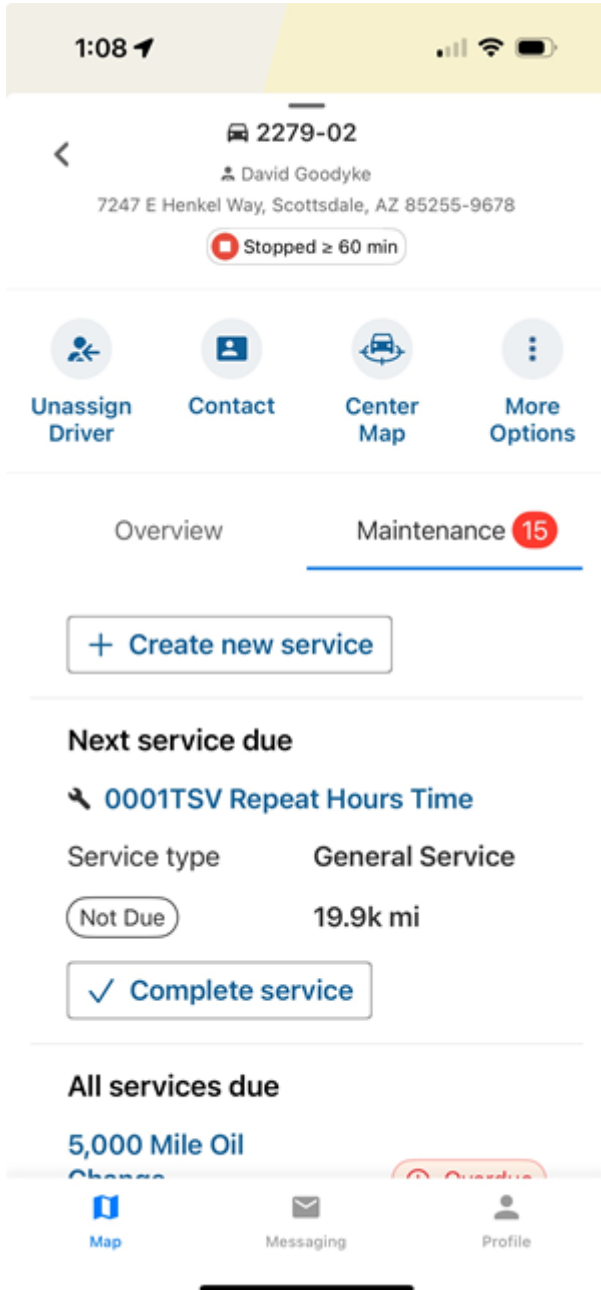 1:08
2279-02
David Goodyke
7247 E Henkel Way, Scottsdale, AZ 85255-9678
Stopped ≥ 60 min
Unassign Driver
Contact
Center Map
More Options
Overview
Maintenance 15
+ Create new service
Next service due
0001TSV Repeat Hours Time
Service type General Service
Not Due 19.9k mi
Complete service
All services due
5,000 Mile Oil
Change Overdue
Map
Messaging
Profile